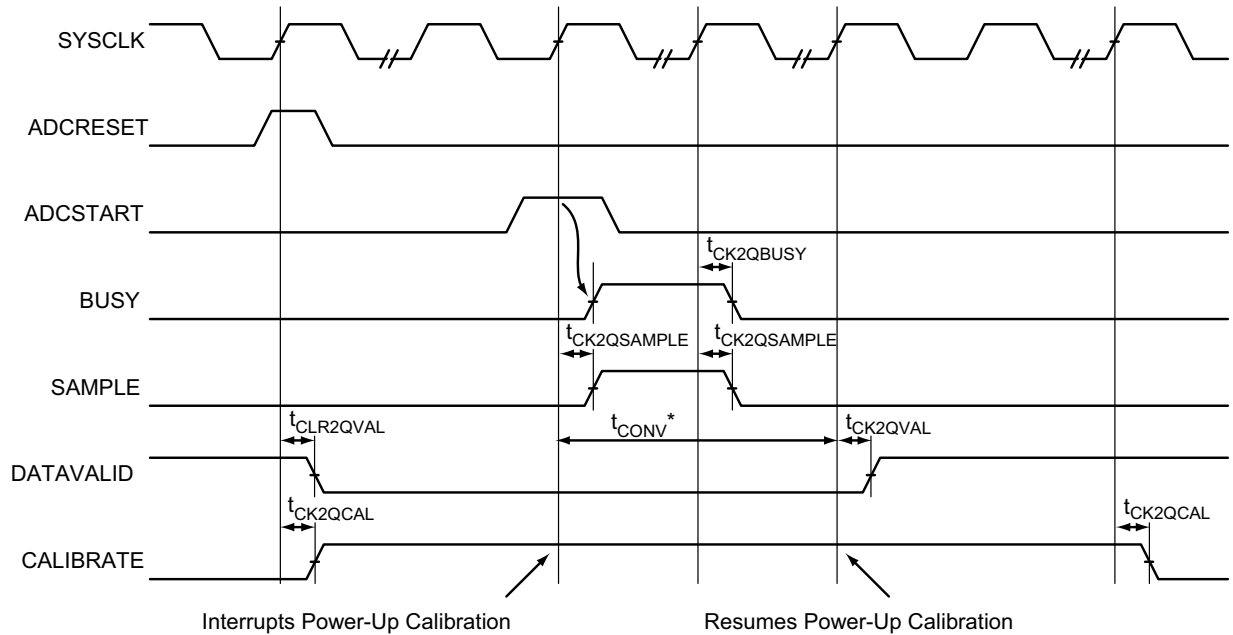 SYSCLK
ADCRESET
ADCSTART
tCK2QBUSY
BUSY
tCK2QSAMPLE tCK2QSAMPLE
SAMPLE
tCLR2QVAL tCONV* tCK2QVAL
DATAVALID
tCK2QCAL tCK2QCAL
CALIBRATE
Interrupts Power-Up Calibration Resumes Power-Up Calibration